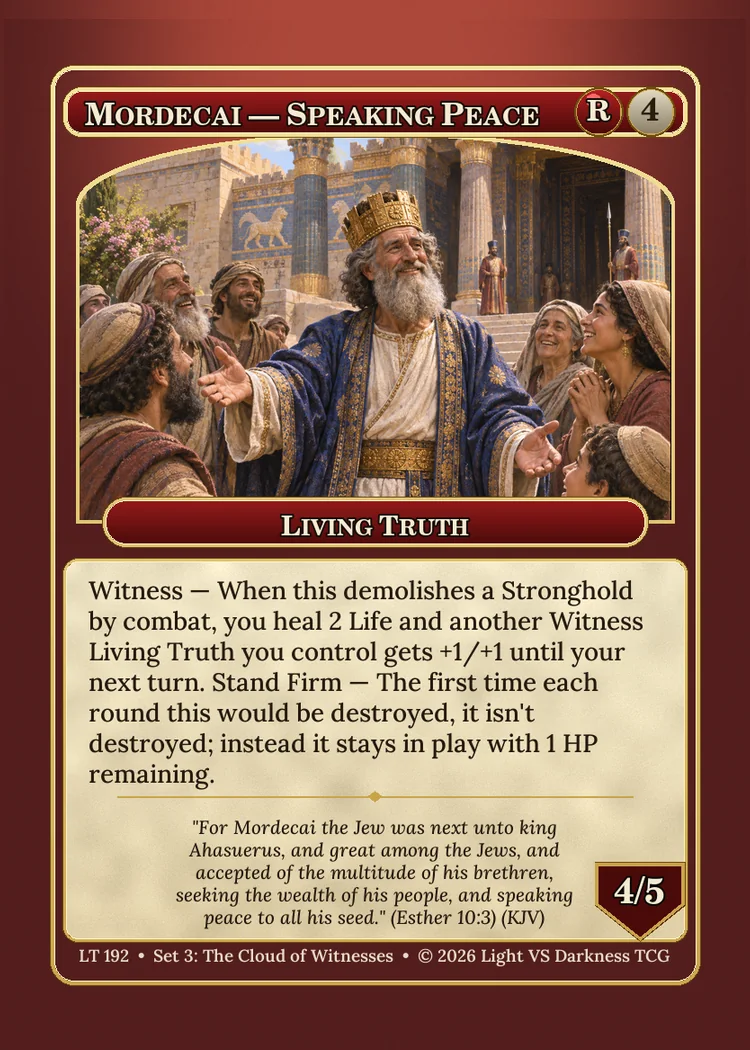 Mordecai — Speaking Peace R 4
Living Truth
Witness — When this demolishes a Stronghold
by combat, you heal 2 Life and another Witness
Living Truth you control gets +1/+1 until your
next turn. Stand Firm — The first time each
round this would be destroyed, it isn't
destroyed; instead it stays in play with 1 HP
remaining.
"For Mordecai the Jew was next unto king
Ahasuerus, and great among the Jews, and
accepted of the multitude of his brethren,
seeking the wealth of his people, and speaking
peace to all his seed." (Esther 10:3) (KJV)
4/5
LT 192 • Set 3: The Cloud of Witnesses • © 2026 Light VS Darkness TCG